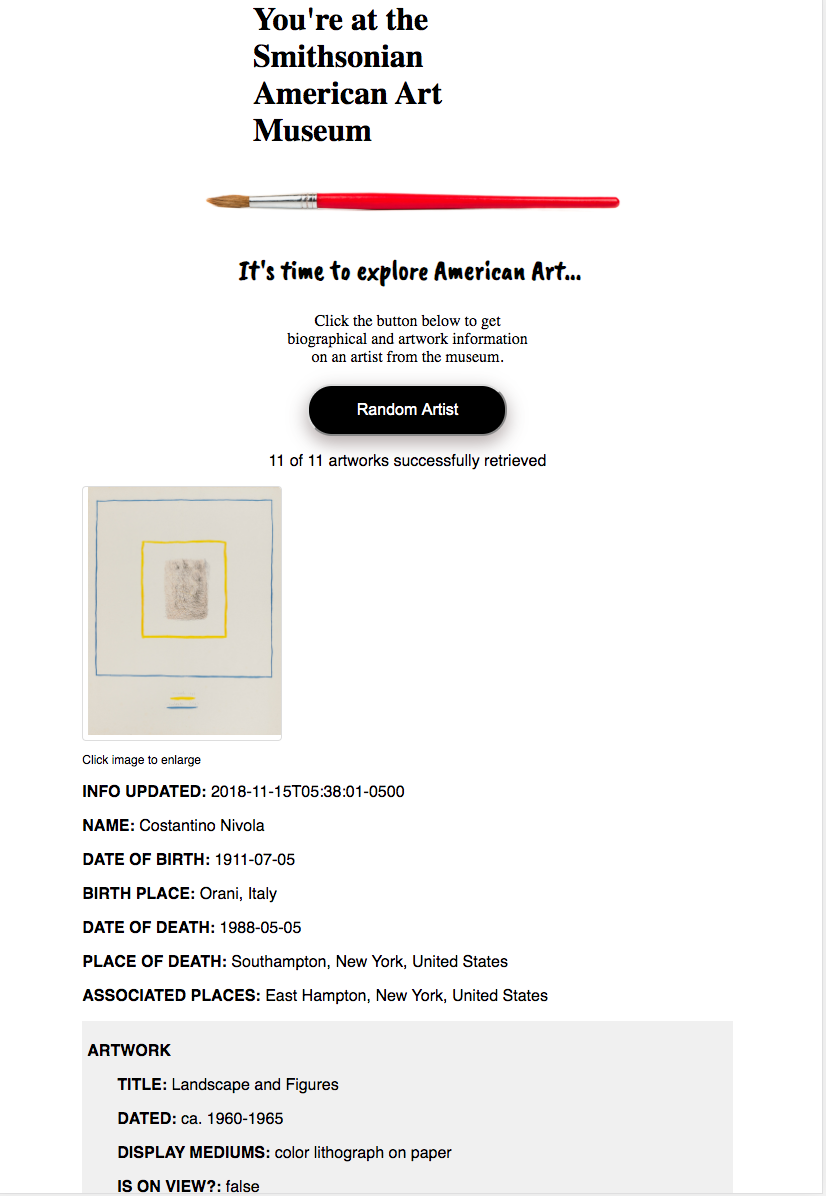 You're at the
Smithsonian
American Art
Museum
It's time to explore American Art...
Click the button below to get
biographical and artwork information
on an artist from the museum.
Random Artist
11 of 11 artworks successfully retrieved
Click image to enlarge
INFO UPDATED: 2018-11-15T05:38:01-0500
NAME: Costantino Nivola
DATE OF BIRTH: 1911-07-05
BIRTH PLACE: Orani, Italy
DATE OF DEATH: 1988-05-05
PLACE OF DEATH: Southampton, New York, United States
ASSOCIATED PLACES: East Hampton, New York, United States
ARTWORK
TITLE: Landscape and Figures
DATED: ca. 1960-1965
DISPLAY MEDIUMS: color lithograph on paper
IS ON VIEW?: false